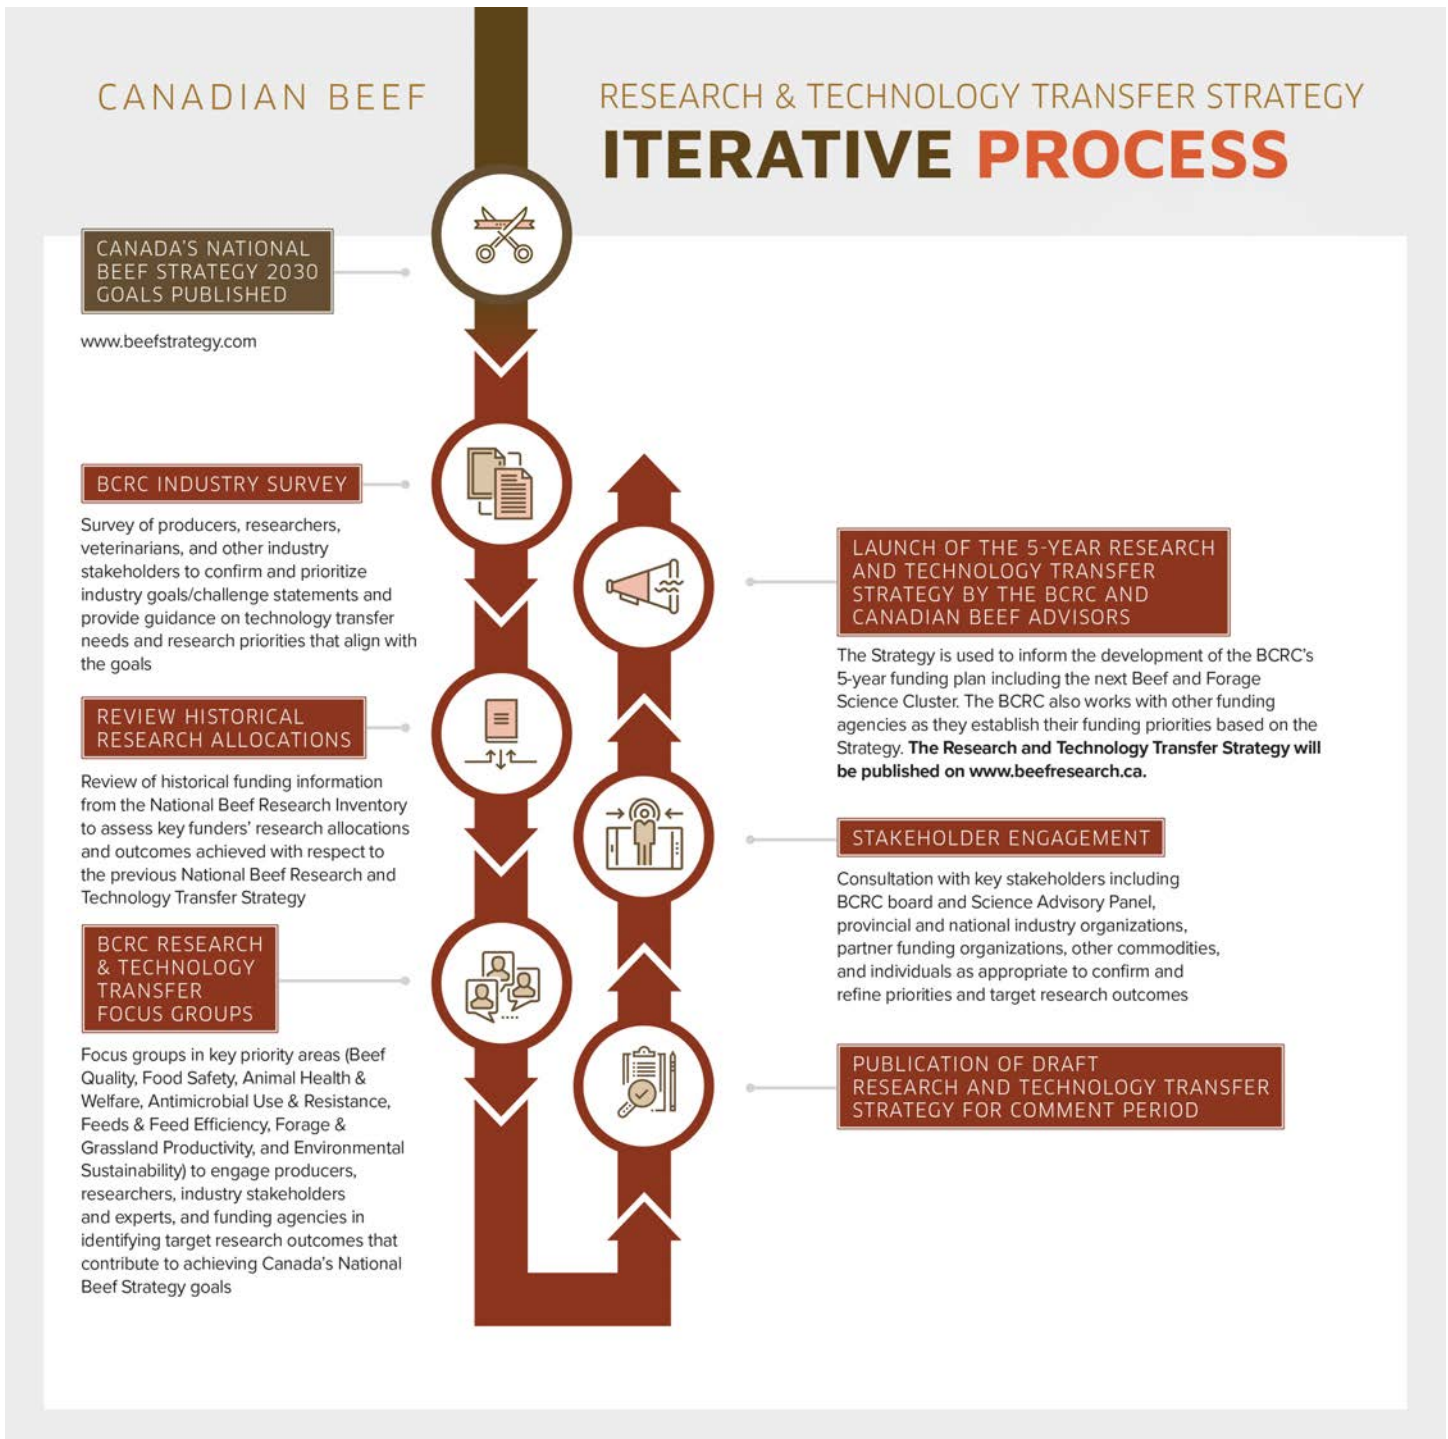 CANADIAN BEEF
RESEARCH & TECHNOLOGY TRANSFER STRATEGY
ITERATIVE PROCESS
CANADA'S NATIONAL
BEEF STRATEGY 2030
GOALS PUBLISHED
www.beefstrategy.com
BCRC INDUSTRY SURVEY
Survey of producers, researchers,
veterinarians, and other industry
stakeholders to confirm and prioritize
industry goals/challenge statements and
provide guidance on technology transfer
needs and research priorities that align with
the goals
REVIEW HISTORICAL
RESEARCH ALLOCATIONS
Review of historical funding information
from the National Beef Research Inventory
to assess key funders' research allocations
and outcomes achieved with respect to
the previous National Beef Research and
Technology Transfer Strategy
BCRC RESEARCH
& TECHNOLOGY
TRANSFER
FOCUS GROUPS
Focus groups in key priority areas (Beef
Quality, Food Safety, Animal Health &
Welfare, Antimicrobial Use & Resistance,
Feeds & Feed Efficiency, Forage &
Grassland Productivity, and Environmental
Sustainability) to engage producers,
researchers, industry stakeholders
and experts, and funding agencies in
identifying target research outcomes that
contribute to achieving Canada's National
Beef Strategy goals
LAUNCH OF THE 5-YEAR RESEARCH
AND TECHNOLOGY TRANSFER
STRATEGY BY THE BCRC AND
CANADIAN BEEF ADVISORS
The Strategy is used to inform the development of the BCRC's
5-year funding plan including the next Beef and Forage
Science Cluster. The BCRC also works with other funding
agencies as they establish their funding priorities based on the
Strategy. The Research and Technology Transfer Strategy will
be published on www.beefresearch.ca.
STAKEHOLDER ENGAGEMENT
Consultation with key stakeholders including
BCRC board and Science Advisory Panel,
provincial and national industry organizations,
partner funding organizations, other commodities,
and individuals as appropriate to confirm and
refine priorities and target research outcomes
PUBLICATION OF DRAFT
RESEARCH AND TECHNOLOGY TRANSFER
STRATEGY FOR COMMENT PERIOD